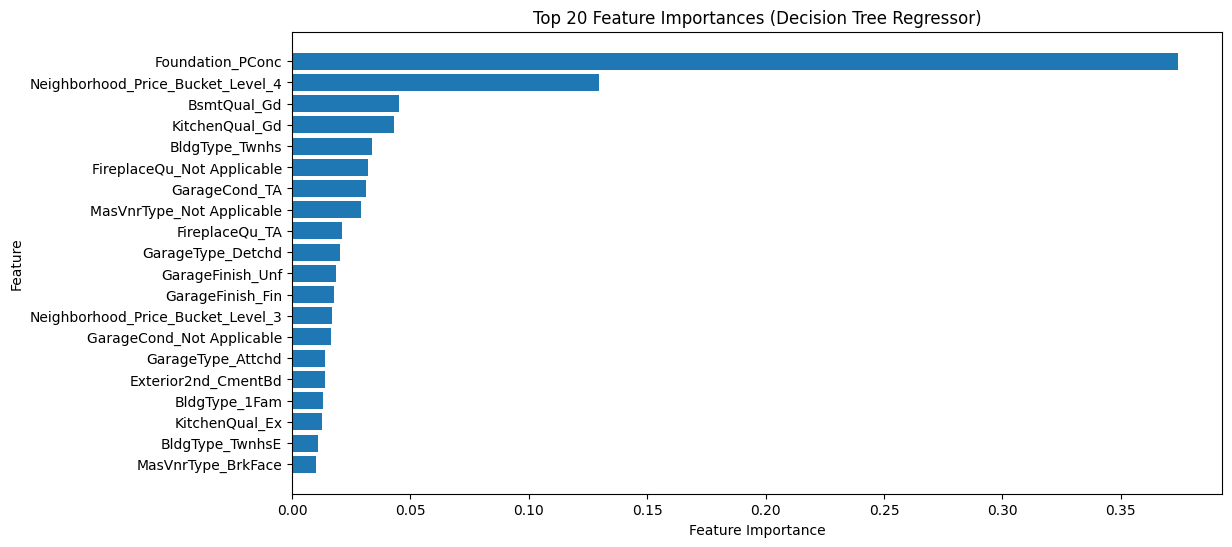 Top 20 Feature Importances (Decision Tree Regressor)
Foundation_PConc
Neighborhood_Price_Bucket_Level_4
BsmtQual_Gd
KitchenQual_Gd
BldgType_Twnhs
FireplaceQu_Not Applicable
GarageCond_TA
MasVnrType_Not Applicable
FireplaceQu_TA
GarageType_Detchd
GarageFinish_Unf
GarageFinish_Fin
Neighborhood_Price_Bucket_Level_3
GarageCond_Not Applicable
GarageType_Attchd
Exterior2nd_CmentBd
BldgType_1Fam
KitchenQual_Ex
BldgType_TwnhsE
MasVnrType_BrkFace
Feature
0.00 0.05 0.10 0.15 0.20 0.25 0.30 0.35
Feature Importance